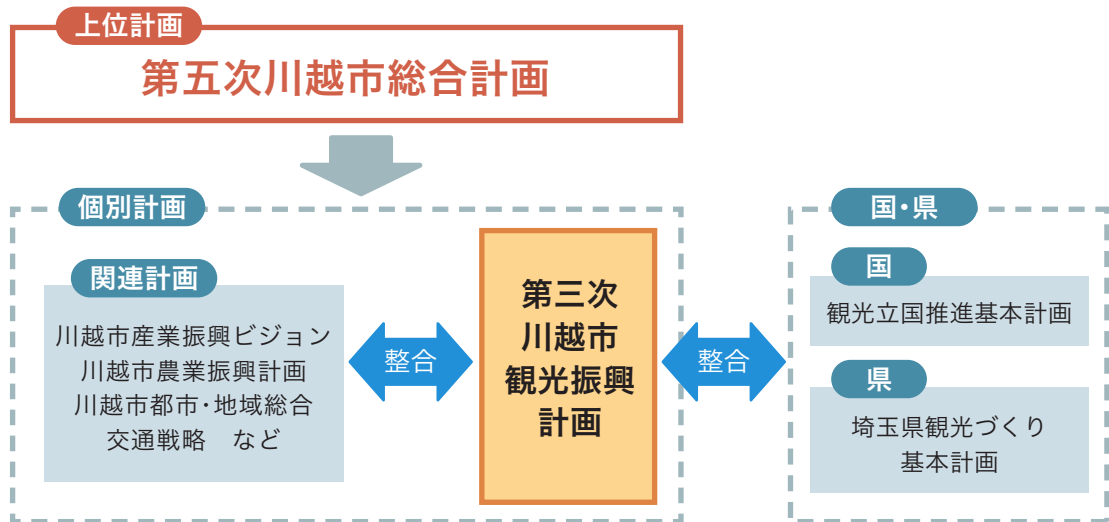 上位計画
第五次川越市総合計画
個別計画
関連計画
川越市産業振興ビジョン
川越市農業振興計画
川越市都市・地域総合
交通戦略　など
整合
第三次
川越市
観光振興
計画
整合
国・県
国
観光立国推進基本計画
県
埼玉県観光づくり
基本計画